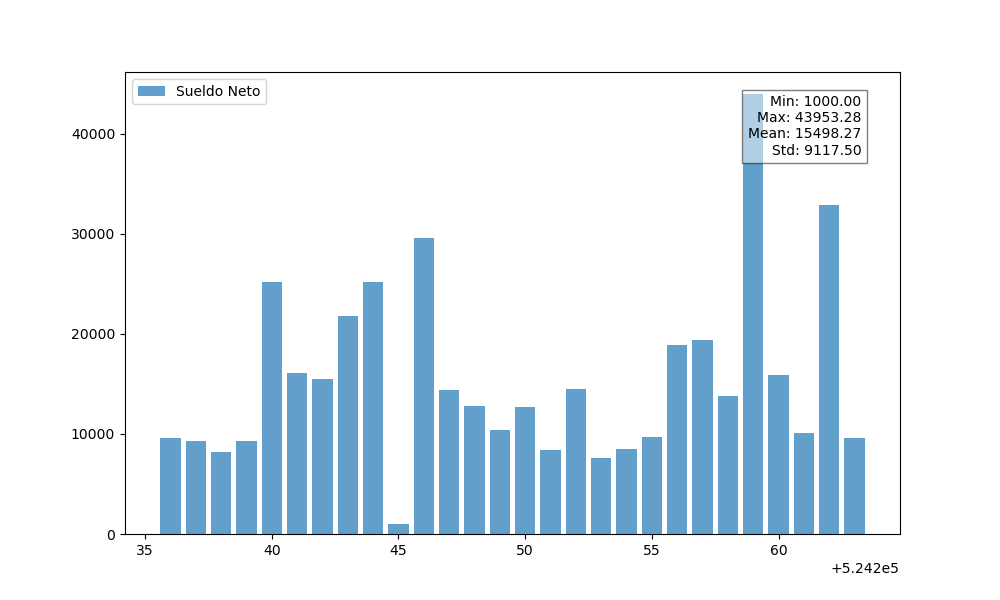 Sueldo Neto
Min: 1000.00
Max: 43953.28
Mean: 15498.27
Std: 9117.50
40000
30000
20000
10000
0
35 40 45 50 55 60
+5.242e5